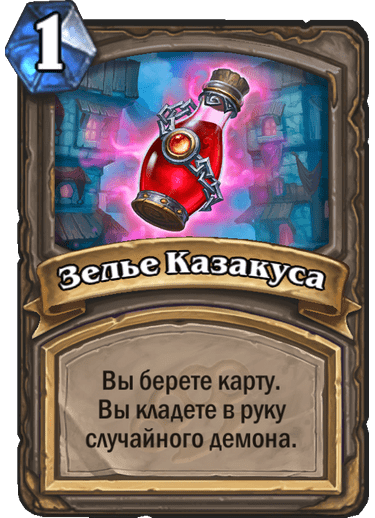 1
Зелье Казакуса
Вы берете карту.
Вы кладете в руку
случайного демона.